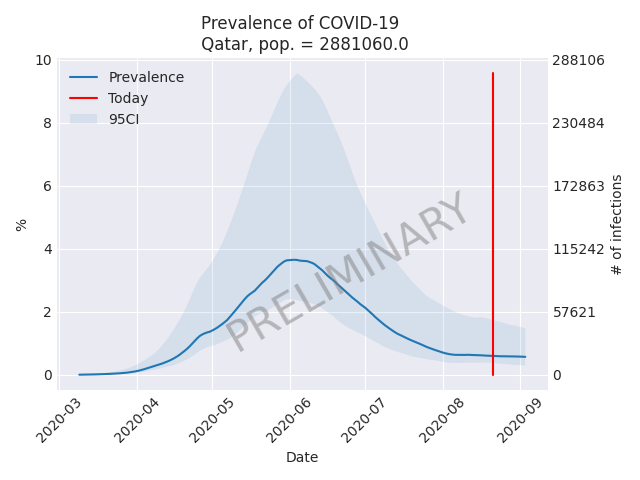 Prevalence of COVID-19
Qatar, pop. = 2881060.0
Prevalence
Today
95CI
PRELIMINARY
%
10
8
6
4
2
0
288106
230484
172863
115242
57621
0
# of infections
2020-03
2020-04
2020-05
2020-06
2020-07
2020-08
2020-09
Date